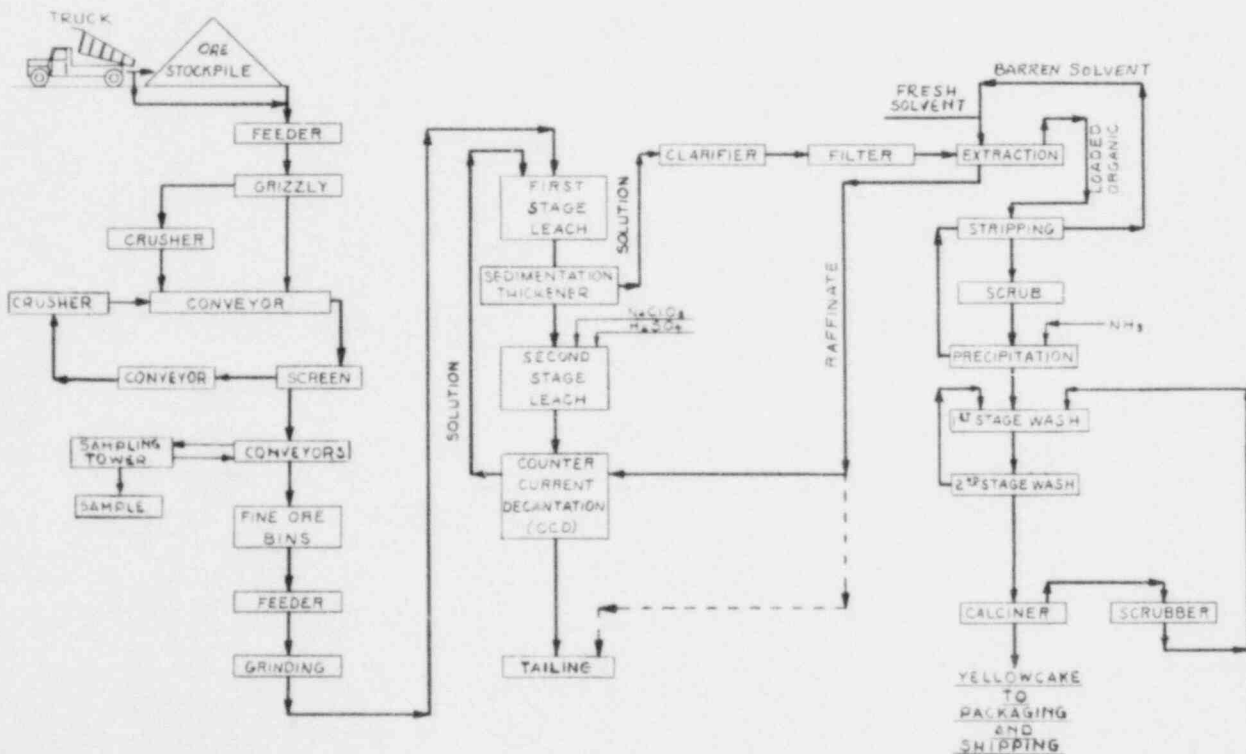 TRUCK
ORE
STOCKPILE
FEEDER
GRIZZLY
CRUSHER
CRUSHER
CONVEYOR
CONVEYOR
SCREEN
SAMPLING
TOWER
CONVEYORS
SAMPLE
FINE ORE
BINS
FEEDER
GRINDING
FIRST
STAGE
LEACH
SOLUTION
SEDIMENTATION
THICKENER
NaClO3
H2SO4
SECOND
STAGE
LEACH
SOLUTION
COUNTER
CURRENT
DECANTATION
(CCD)
TAILING
CLARIFIER
FILTER
RAFFINATE
BARREN SOLVENT
FRESH
SOLVENT
EXTRACTION
LOADED
ORGANIC
STRIPPING
SCRUB
NH3
PRECIPITATION
1ST STAGE WASH
2ND STAGE WASH
CALCINER
SCRUBBER
YELLOWCAKE
TO
PACKAGING
AND
SHIPPING